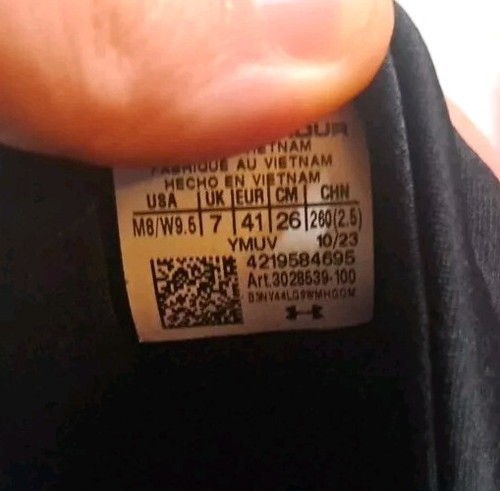 VIETNAM
FABRIQUE AU VIETNAM
HECHO EN VIETNAM
USA UK EUR CM CHN
M8/W9.5 7 41 26 260(2.5)
YMUV 10/23
4219584695
Art.3028539-100